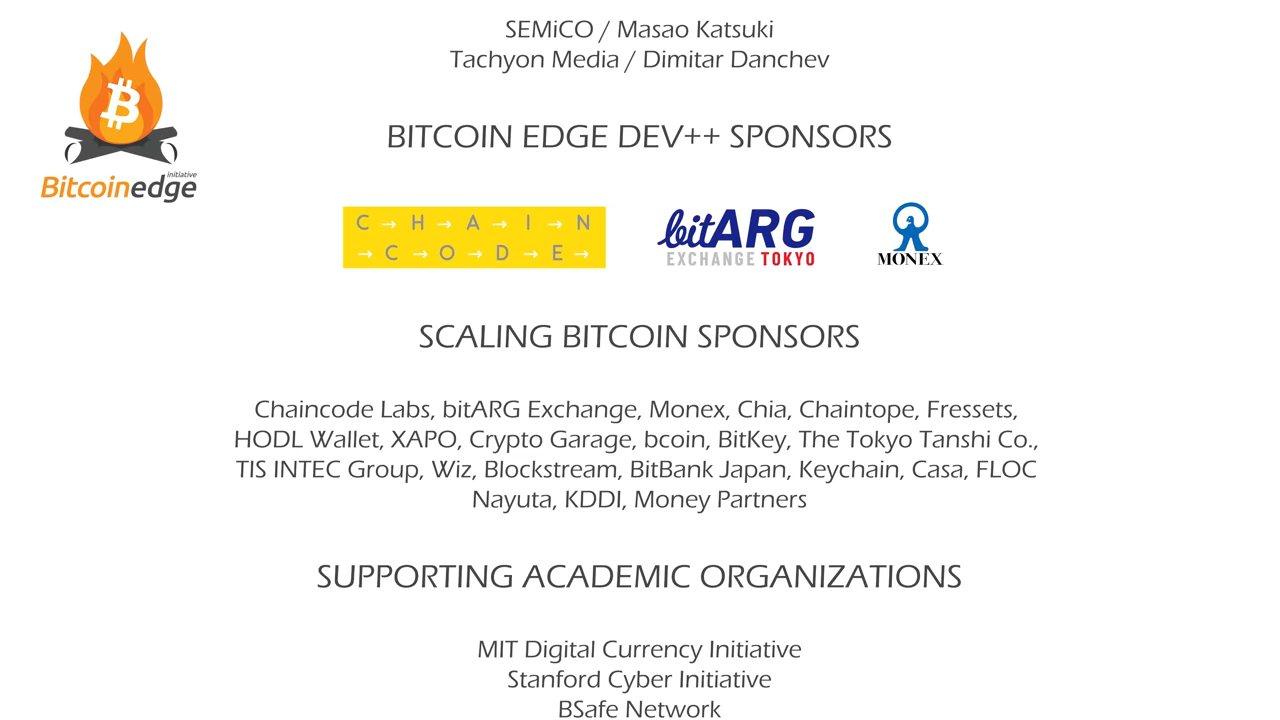 SEMiCO / Masao Katsuki
Tachyon Media / Dimitar Danchev
initiative
Bitcoinedge
BITCOIN EDGE DEV++ SPONSORS
C → H → A → I → N
→ C → O → D → E →
bitARG
EXCHANGE TOKYO
MONEX
SCALING BITCOIN SPONSORS
Chaincode Labs, bitARG Exchange, Monex, Chia, Chaintope, Fressets,
HODL Wallet, XAPO, Crypto Garage, bcoin, BitKey, The Tokyo Tanshi Co.,
TIS INTEC Group, Wiz, Blockstream, BitBank Japan, Keychain, Casa, FLOC
Nayuta, KDDI, Money Partners
SUPPORTING ACADEMIC ORGANIZATIONS
MIT Digital Currency Initiative
Stanford Cyber Initiative
BSafe Network